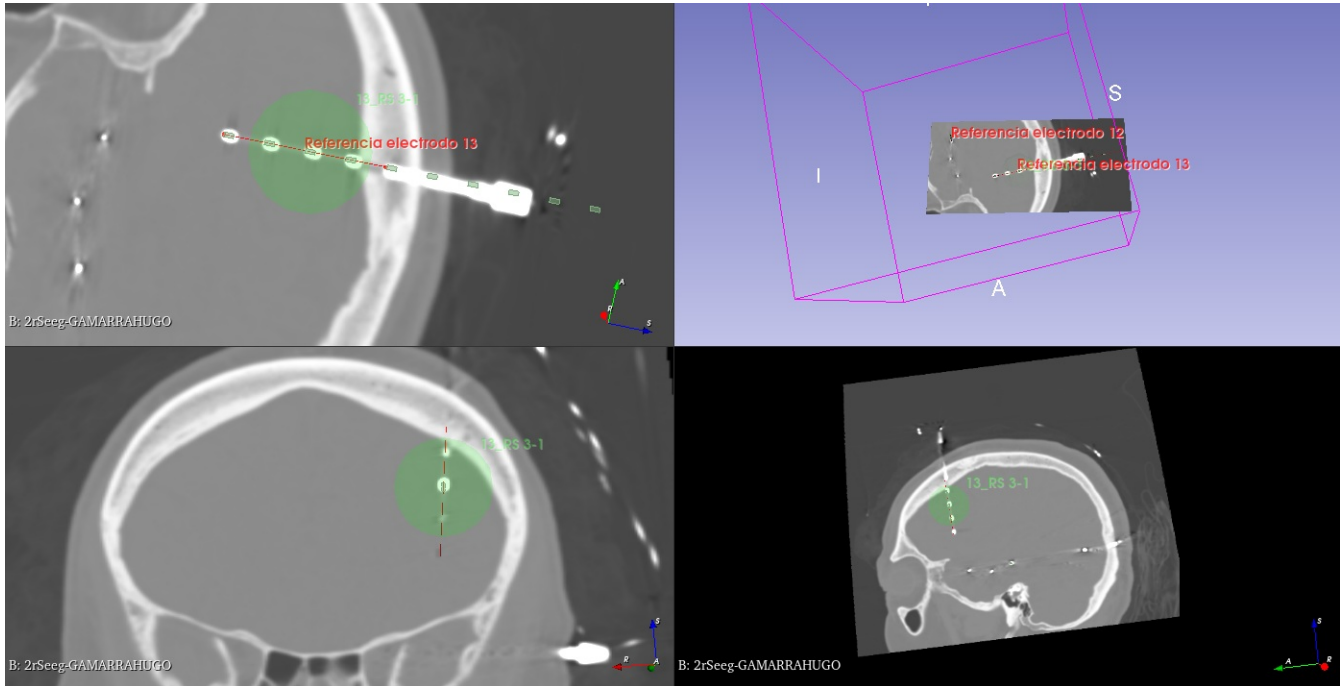 13_RS 3-1
Referencia electrodo 13
B: 2rSeeg-GAMARRAHUGO
A
R
S
S
Referencia electrodo 12
Referencia electrodo 13
I
A
13_RS 3-1
B: 2rSeeg-GAMARRAHUGO
S
R
A
13_RS 3-1
B: 2rSeeg-GAMARRAHUGO
S
A
R